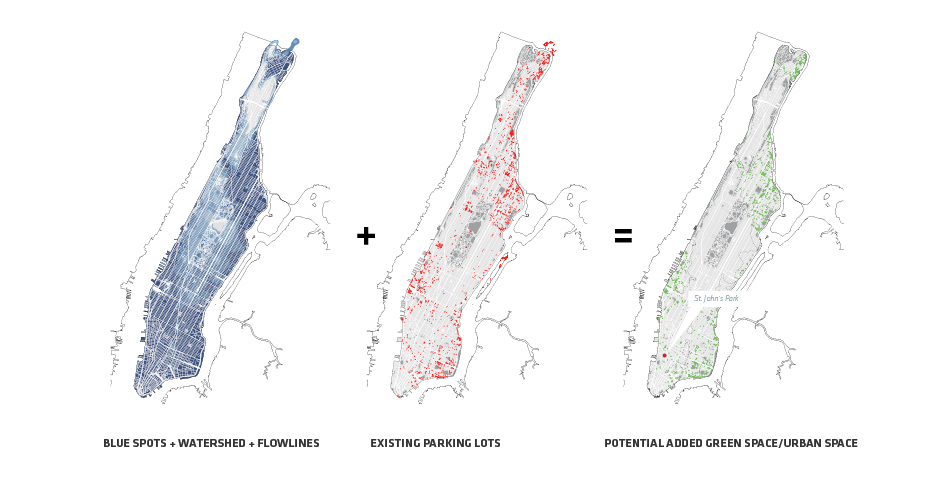 +
=
St. John's Park
BLUE SPOTS + WATERSHED + FLOWLINES
EXISTING PARKING LOTS
POTENTIAL ADDED GREEN SPACE/URBAN SPACE